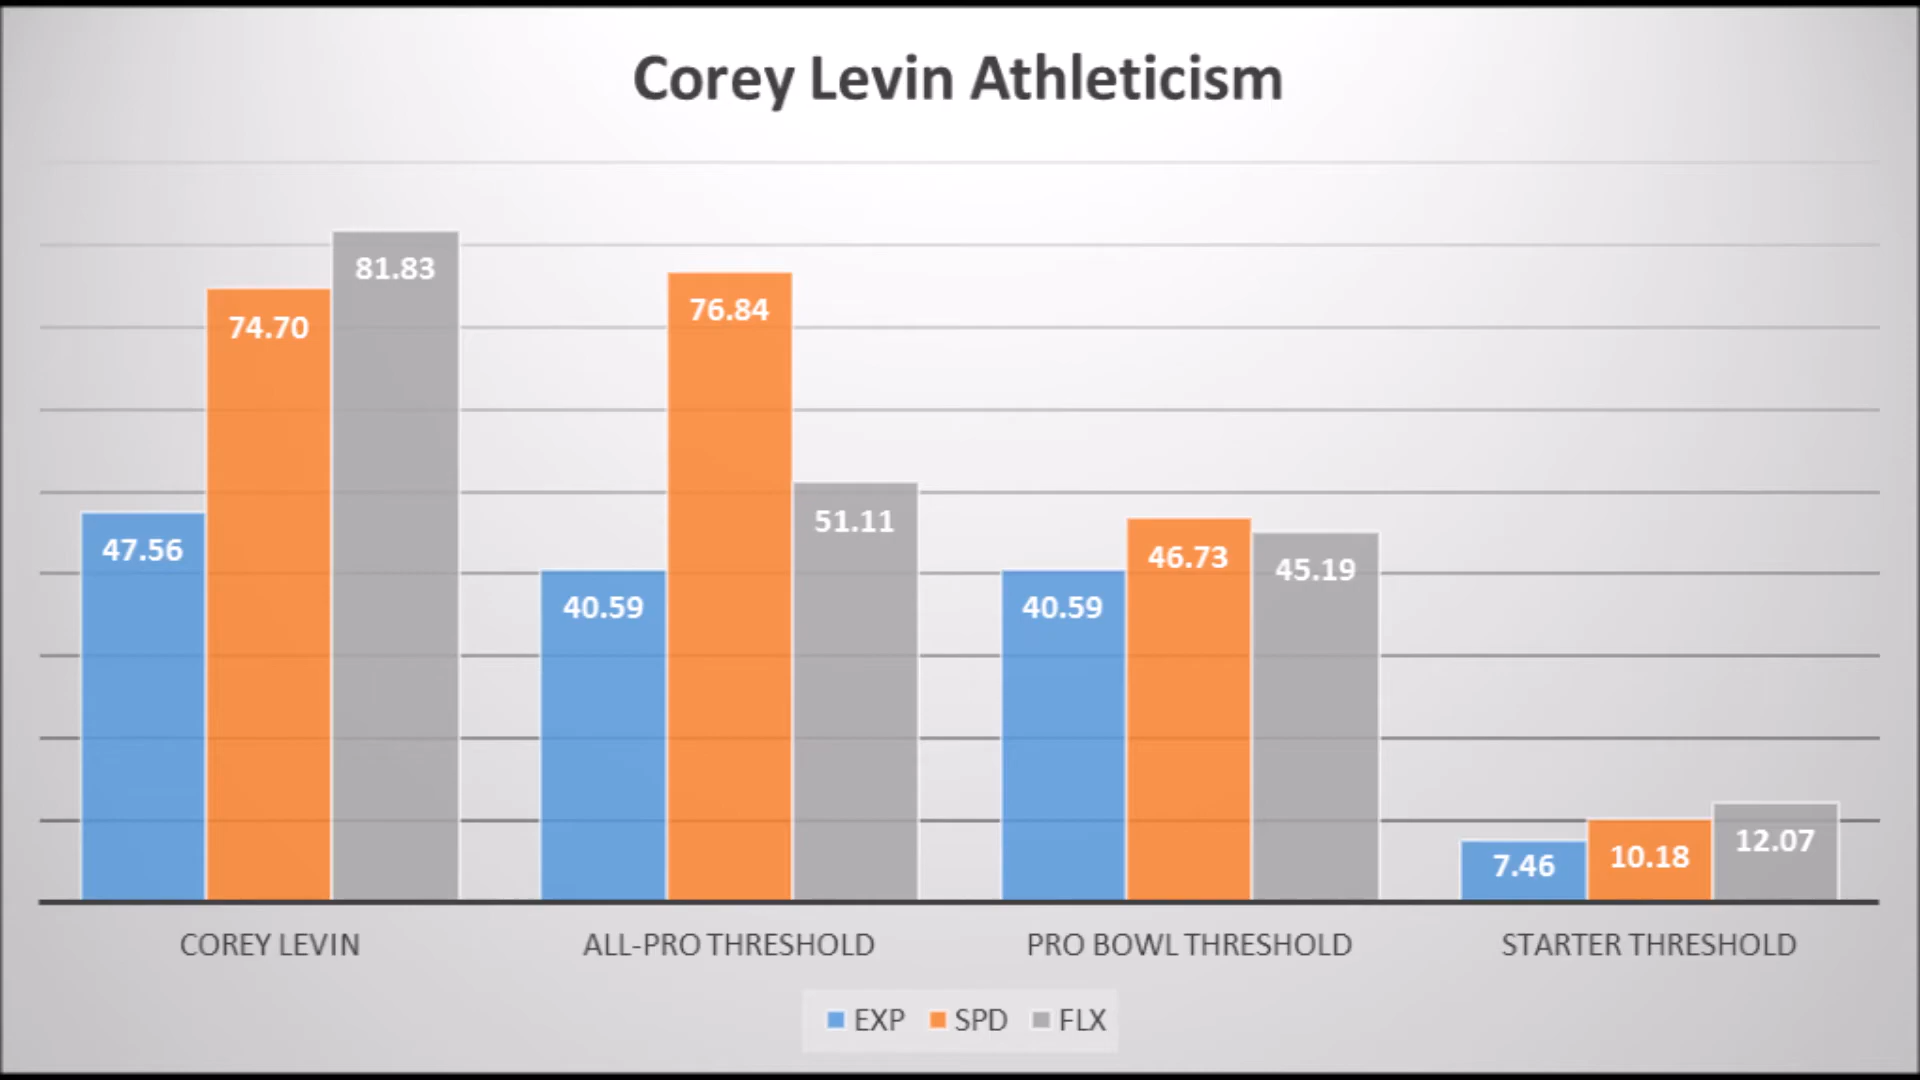 Corey Levin Athleticism
81.83
74.70
76.84
47.56
51.11
40.59
40.59
46.73
45.19
7.46
10.18
12.07
COREY LEVIN
ALL-PRO THRESHOLD
PRO BOWL THRESHOLD
STARTER THRESHOLD
EXP SPD FLX